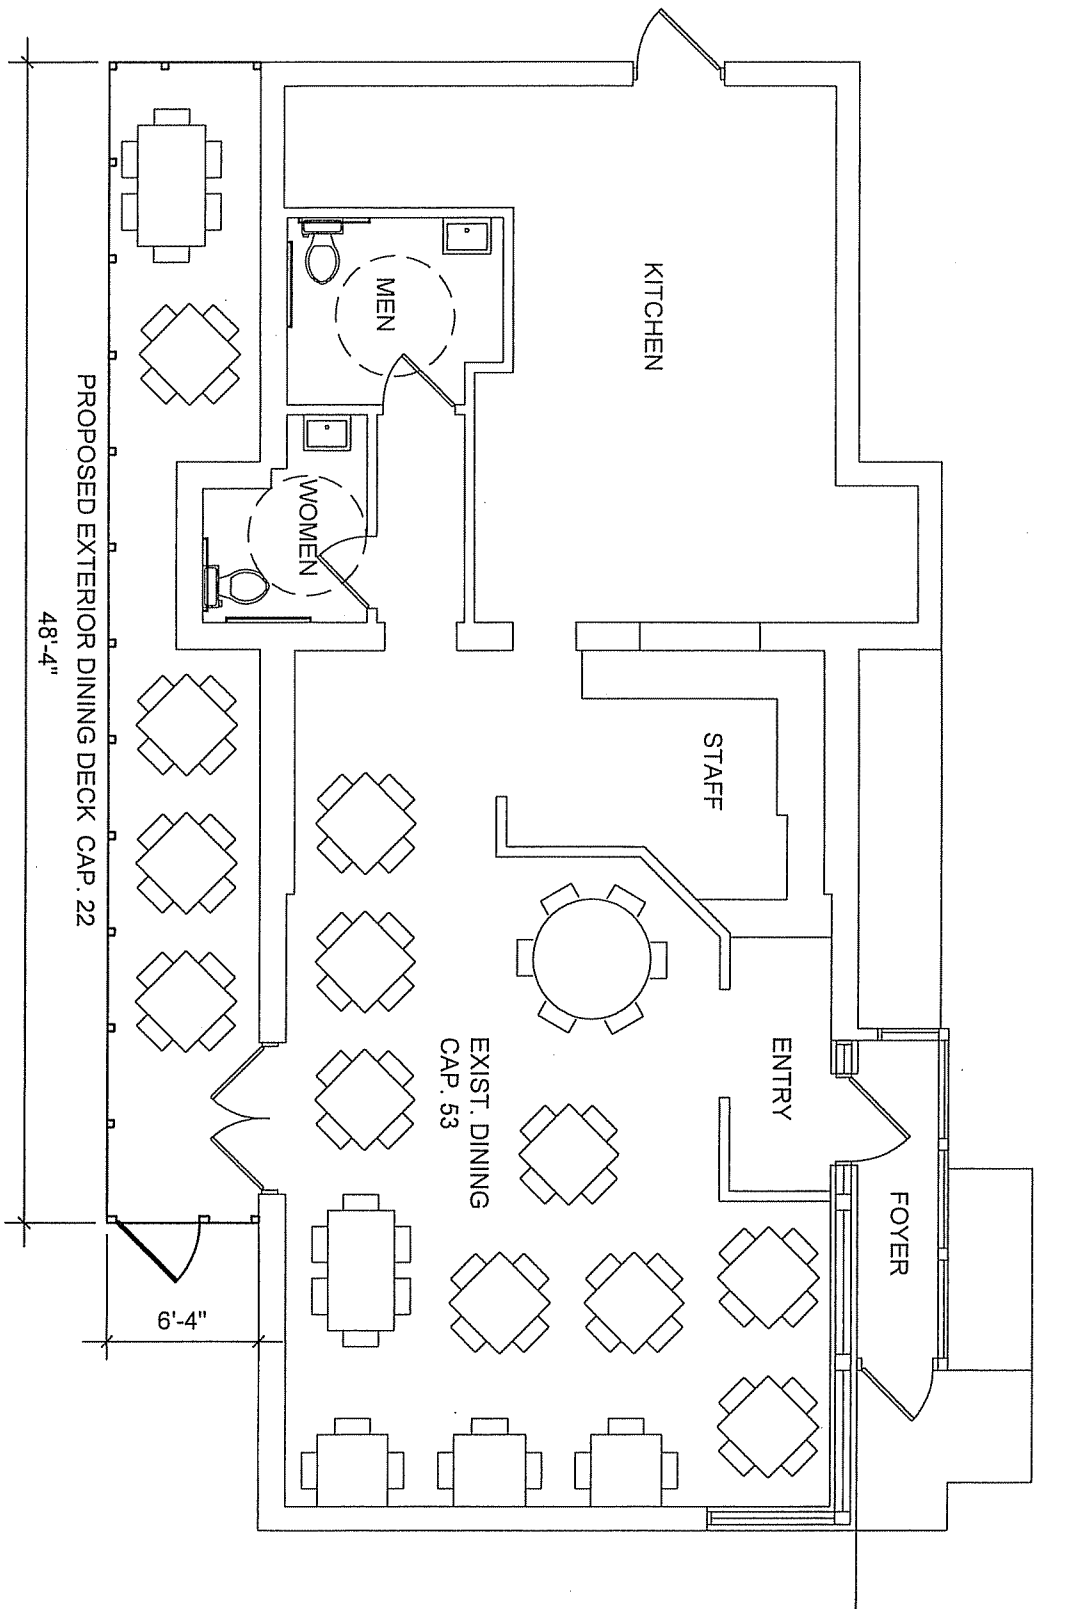 KITCHEN
MEN
WOMEN
STAFF
ENTRY
FOYER
EXIST. DINING
CAP. 53
PROPOSED EXTERIOR DINING DECK CAP. 22
48'-4"
6'-4"